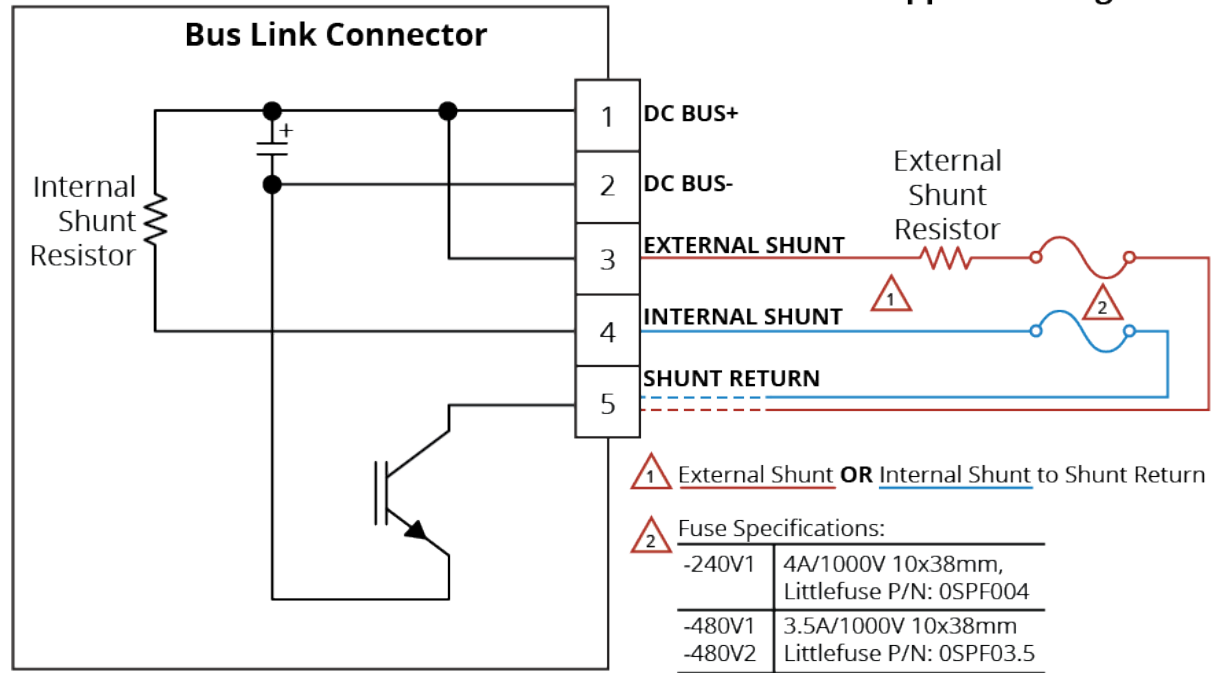 Bus Link Connector
+
Internal
Shunt
Resistor
1
DC BUS+
2
DC BUS-
3
EXTERNAL SHUNT
4
INTERNAL SHUNT
5
SHUNT RETURN
External
Shunt
Resistor
1
2
1 External Shunt OR Internal Shunt to Shunt Return
2 Fuse Specifications:
-240V1 4A/1000V 10x38mm,
Littlefuse P/N: 0SPF004
-480V1 3.5A/1000V 10x38mm
-480V2 Littlefuse P/N: 0SPF03.5